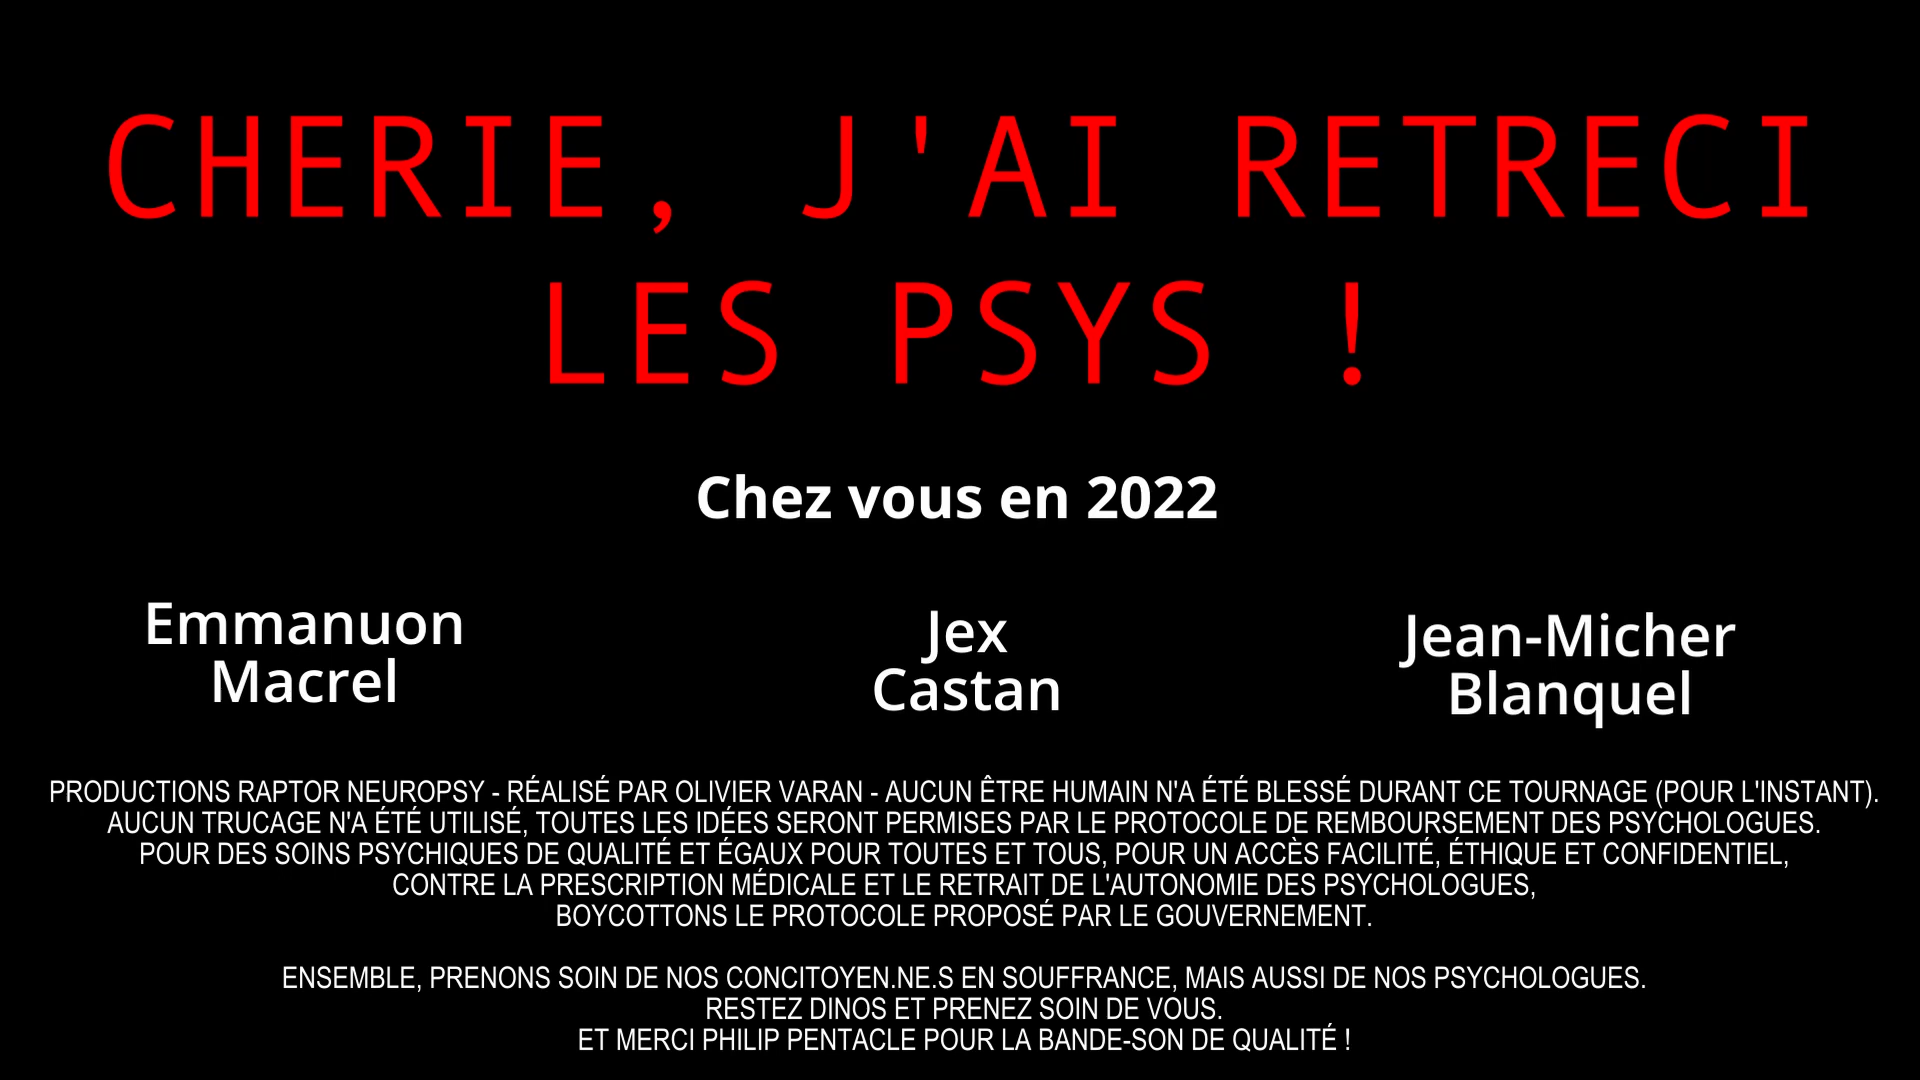 CHERIE, J'AI RETRECI
LES PSYS !
Chez vous en 2022
Emmanuon
Macrel
Jex
Castan
Jean-Micher
Blanquel
PRODUCTIONS RAPTOR NEUROPSY - RÉALISÉ PAR OLIVIER VARAN - AUCUN ÊTRE HUMAIN N'A ÉTÉ BLESSÉ DURANT CE TOURNAGE (POUR L'INSTANT).
AUCUN TRUCAGE N'A ÉTÉ UTILISÉ, TOUTES LES IDÉES SERONT PERMISES PAR LE PROTOCOLE DE REMBOURSEMENT DES PSYCHOLOGUES.
POUR DES SOINS PSYCHIQUES DE QUALITÉ ET ÉGAUX POUR TOUTES ET TOUS, POUR UN ACCÈS FACILITÉ, ÉTHIQUE ET CONFIDENTIEL,
CONTRE LA PRESCRIPTION MÉDICALE ET LE RETRAIT DE L'AUTONOMIE DES PSYCHOLOGUES,
BOYCOTTONS LE PROTOCOLE PROPOSÉ PAR LE GOUVERNEMENT.
ENSEMBLE, PRENONS SOIN DE NOS CONCITOYEN.NE.S EN SOUFFRANCE, MAIS AUSSI DE NOS PSYCHOLOGUES.
RESTEZ DINOS ET PRENEZ SOIN DE VOUS.
ET MERCI PHILIP PENTACLE POUR LA BANDE-SON DE QUALITÉ !